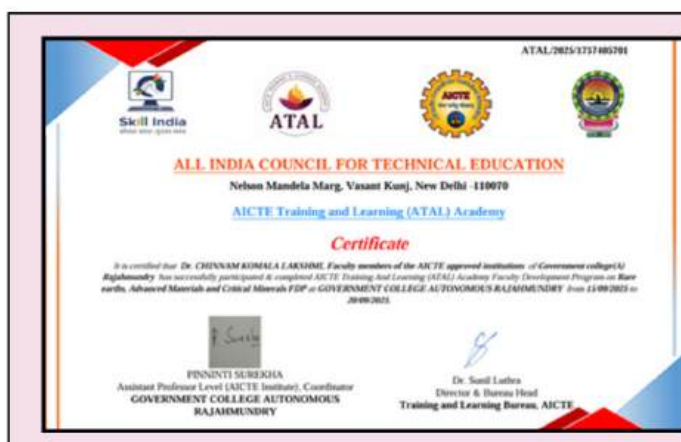 ATAL/2025/1757405701
Skill India
ATAL
AICTE
ALL INDIA COUNCIL FOR TECHNICAL EDUCATION
Nelson Mandela Marg, Vasant Kunj, New Delhi -110070
AICTE Training and Learning (ATAL) Academy
Certificate
It is certified that Dr. CHINNAM KOMALA LAKSHMI, Faculty members of the AICTE approved institutions of Government college(A)
Rajahmundry has successfully participated & completed AICTE Training And Learning (ATAL) Academy Faculty Development Program on Rare
earths, Advanced Materials and Critical Minerals FDP at GOVERNMENT COLLEGE AUTONOMOUS RAJAHMUNDRY from 15/09/2025 to
20/09/2025.
PINNINTI SUREKHA
Assistant Professor Level (AICTE Institute), Coordinator
GOVERNMENT COLLEGE AUTONOMOUS
RAJAHMUNDRY
Dr. Sunil Luthra
Director & Bureau Head
Training and Learning Bureau, AICTE